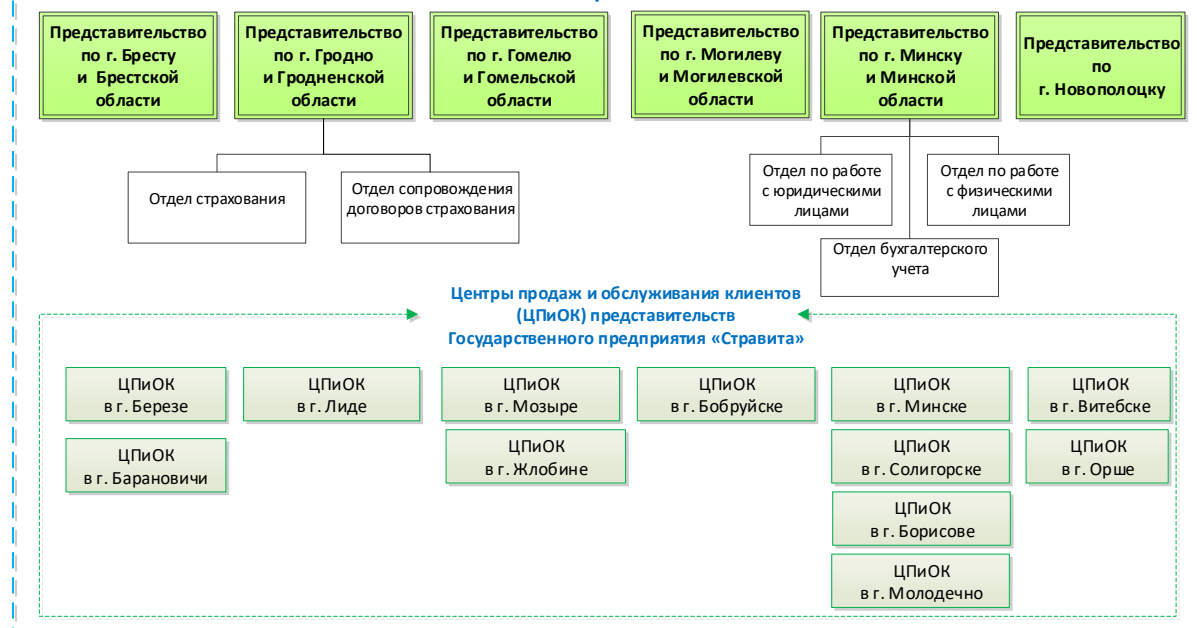 Представительство
по г. Бресту
и Брестской
области
Представительство
по г. Гродно
и Гродненской
области
Представительство
по г. Гомелю
и Гомельской
области
Представительство
по г. Могилеву
и Могилевской
области
Представительство
по г. Минску
и Минской
области
Представительство
по
г. Новополоцку
Отдел страхования
Отдел сопровождения
договоров страхования
Отдел по работе
с юридическими
лицами
Отдел по работе
с физическими
лицами
Отдел бухгалтерского
учета
Центры продаж и обслуживания клиентов
(ЦПиОК) представительств
Государственного предприятия «Стравита»
ЦПиОК
в г. Березе
ЦПиОК
в г. Лиде
ЦПиОК
в г. Мозыре
ЦПиОК
в г. Бобруйске
ЦПиОК
в г. Минске
ЦПиОК
в г. Витебске
ЦПиОК
в г. Барановичи
ЦПиОК
в г. Жлобине
ЦПиОК
в г. Солигорске
ЦПиОК
в г. Орше
ЦПиОК
в г. Борисове
ЦПиОК
в г. Молодечно